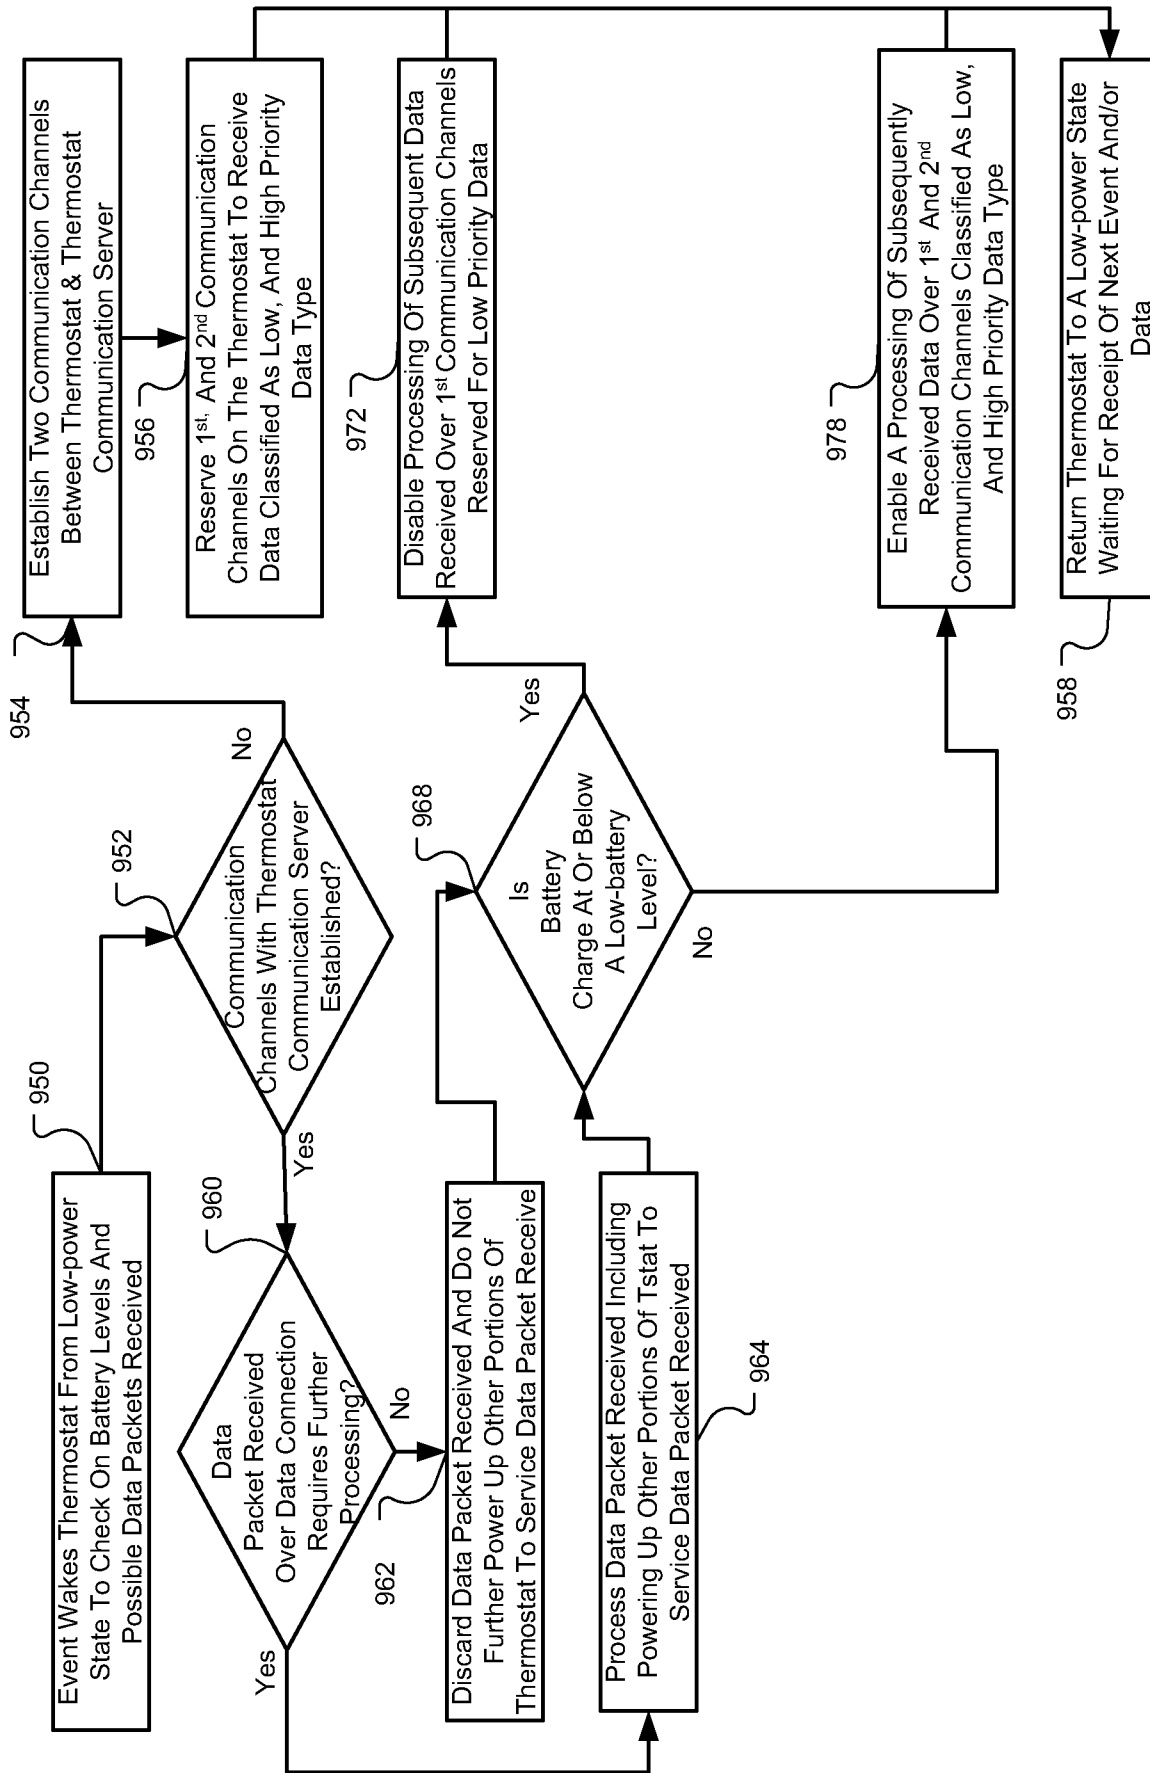 950
Event Wakes Thermostat From Low-power
State To Check On Battery Levels And
Possible Data Packets Received
952
Communication
Channels With Thermostat
Communication Server
Established?
No
Yes
954
Establish Two Communication Channels
Between Thermostat & Thermostat
Communication Server
956
Reserve 1st, And 2nd Communication
Channels On The Thermostat To Receive
Data Classified As Low, And High Priority
Data Type
960
Data
Packet Received
Over Data Connection
Requires Further
Processing?
No
Yes
962
Discard Data Packet Received And Do Not
Further Power Up Other Portions Of
Thermostat To Service Data Packet Receive
Process Data Packet Received Including
Powering Up Other Portions Of Tstat To
Service Data Packet Received
964
968
Is
Battery
Charge At Or Below
A Low-battery
Level?
Yes
No
972
Disable Processing Of Subsequent Data
Received Over 1st Communication Channels
Reserved For Low Priority Data
978
Enable A Processing Of Subsequently
Received Data Over 1st And 2nd
Communication Channels Classified As Low,
And High Priority Data Type
958
Return Thermostat To A Low-power State
Waiting For Receipt Of Next Event And/or
Data